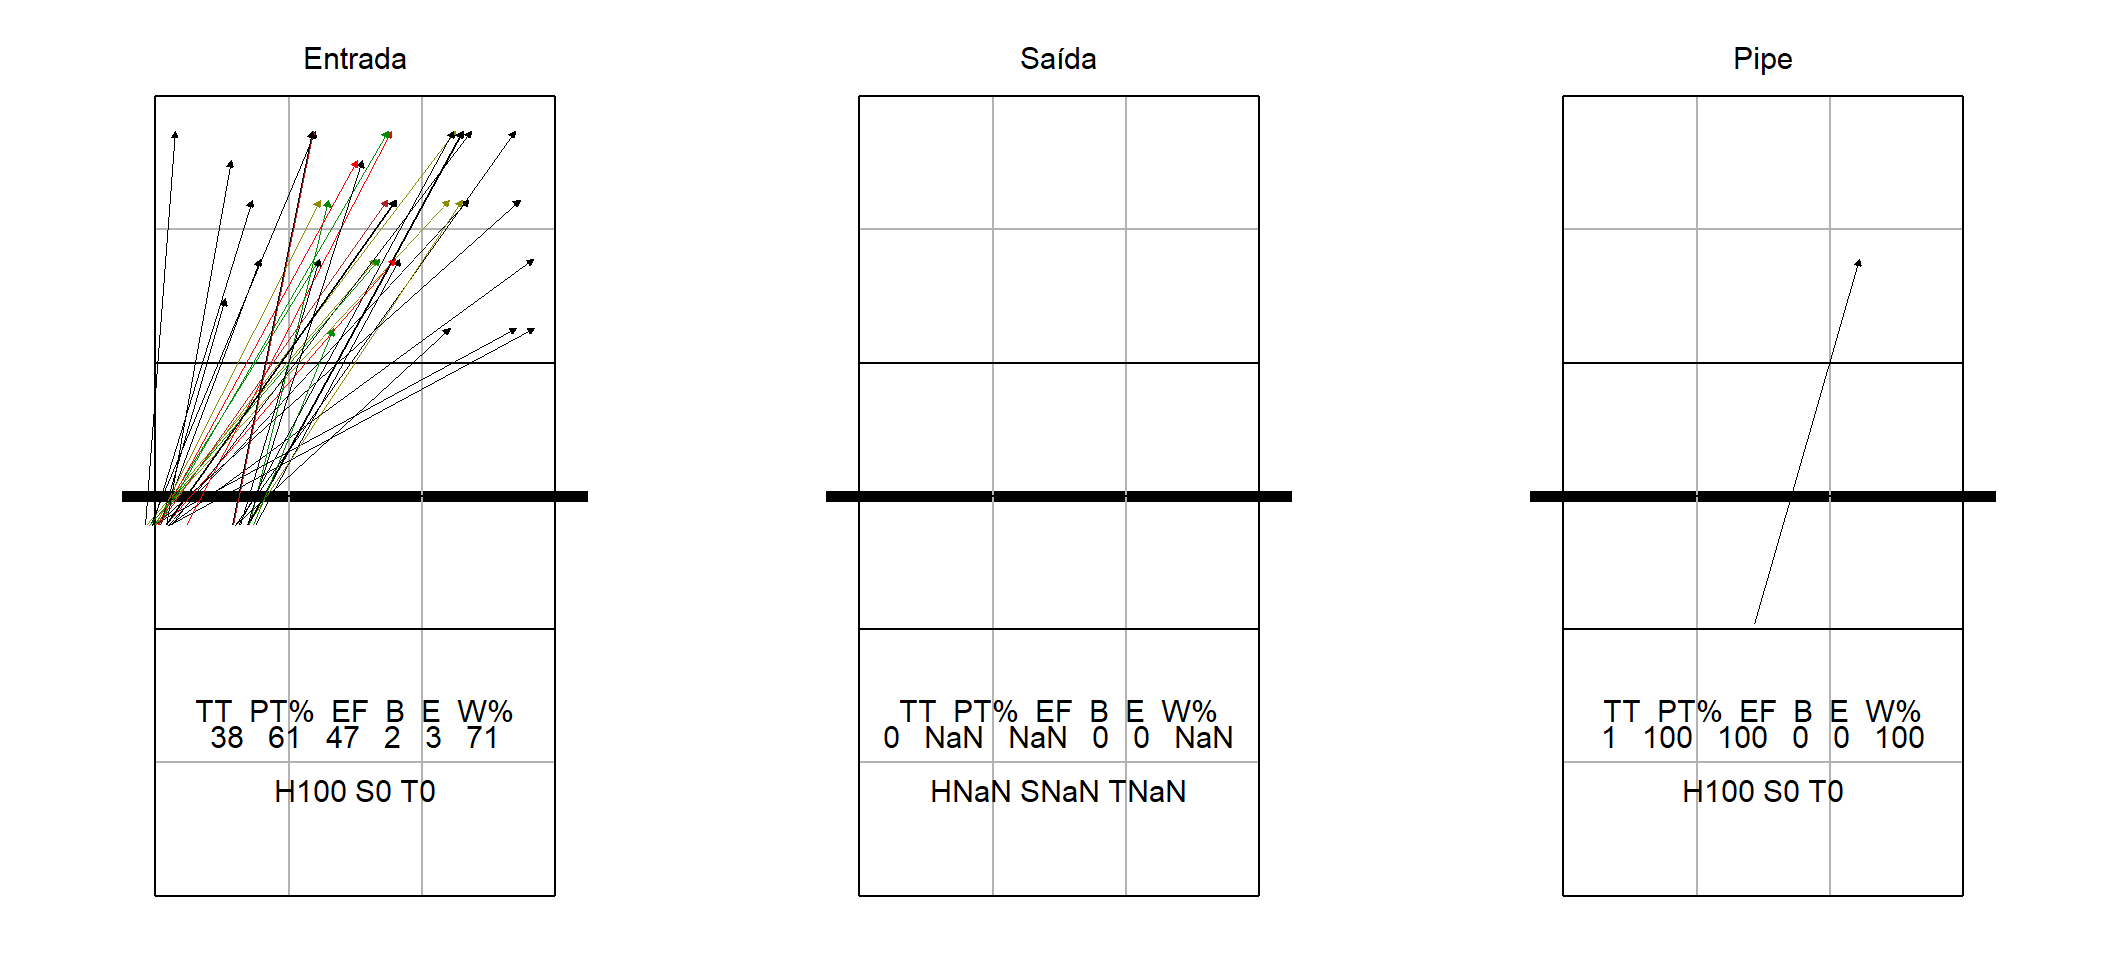 Entrada
TT PT% EF B E W%
38 61 47 2 3 71
H100 S0 T0
Saída
TT PT% EF B E W%
0 NaN NaN 0 0 NaN
HNaN SNaN TNaN
Pipe
TT PT% EF B E W%
1 100 100 0 0 100
H100 S0 T0